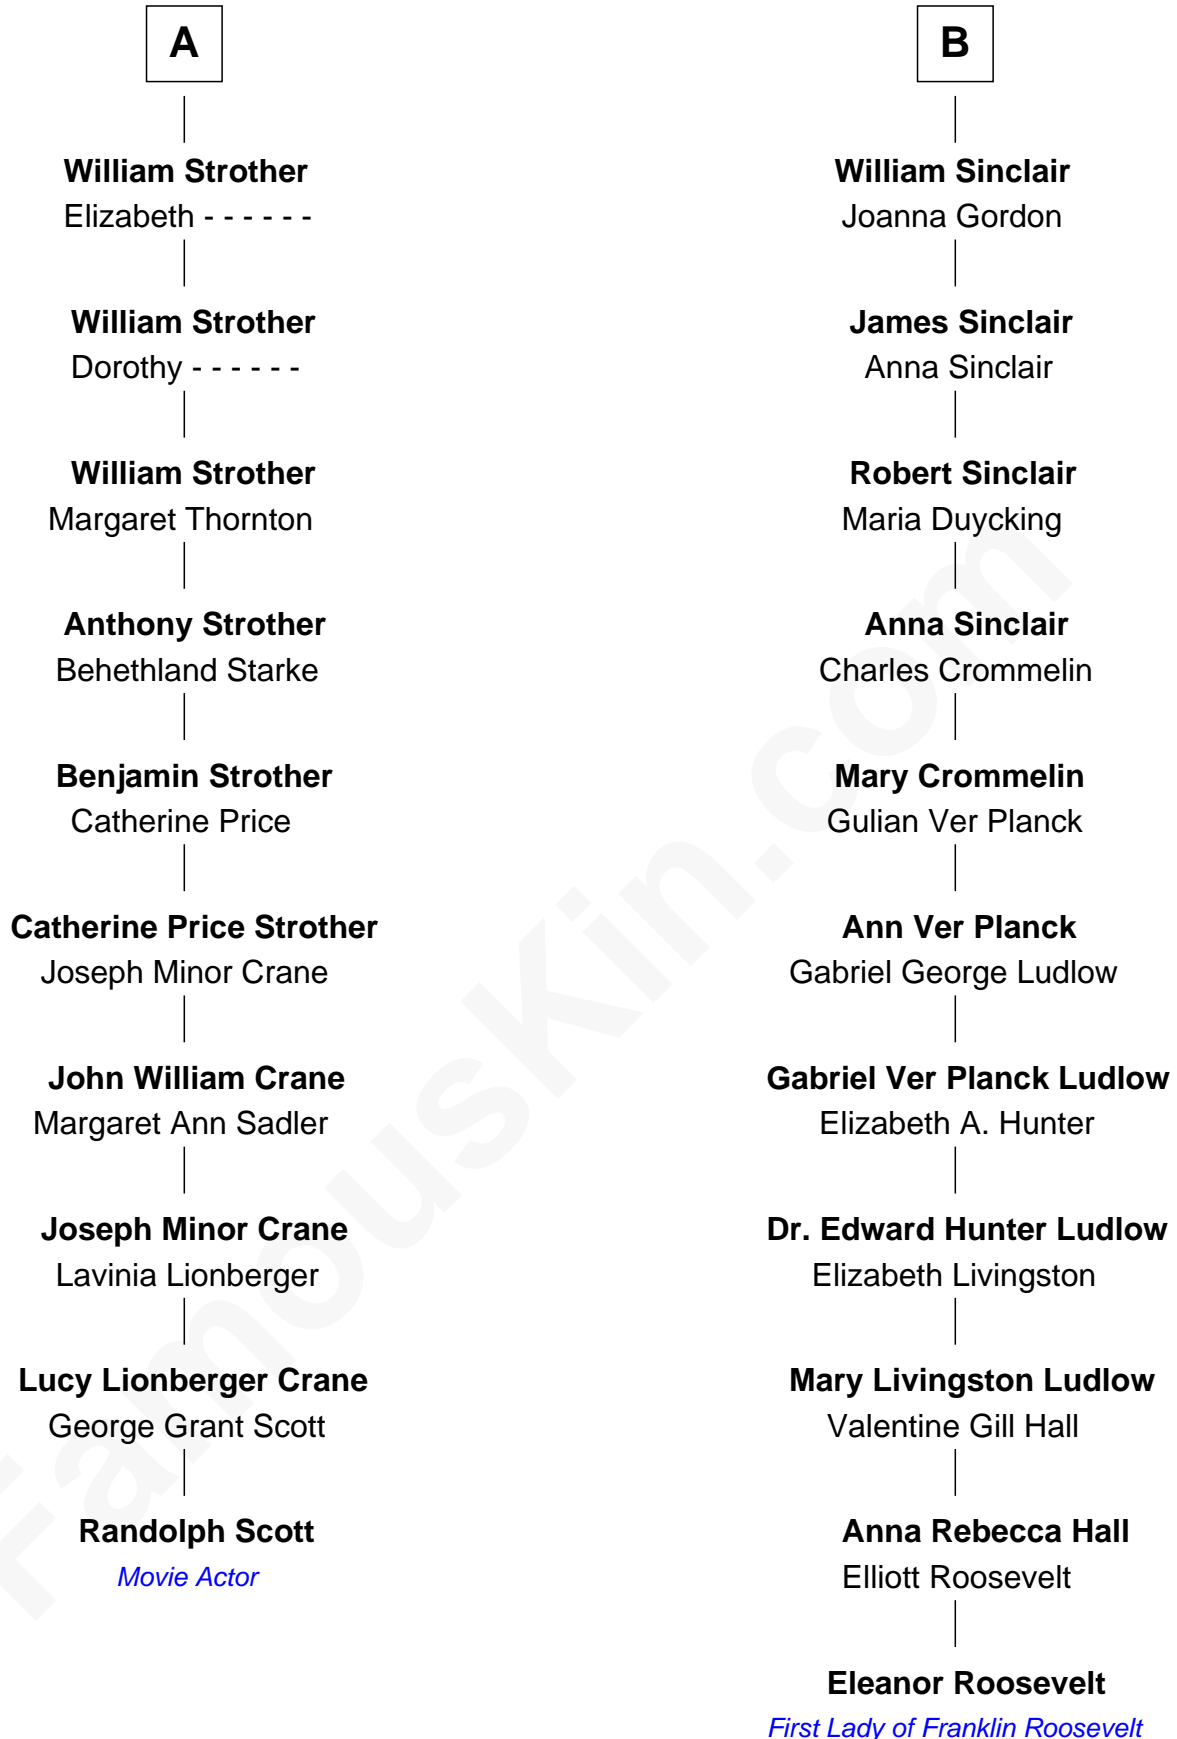 A
William Strother
Elizabeth - - - - - -
William Strother
Dorothy - - - - - -
William Strother
Margaret Thornton
Anthony Strother
Behethland Starke
Benjamin Strother
Catherine Price
Catherine Price Strother
Joseph Minor Crane
John William Crane
Margaret Ann Sadler
Joseph Minor Crane
Lavinia Lionberger
Lucy Lionberger Crane
George Grant Scott
Randolph Scott
Movie Actor
B
William Sinclair
Joanna Gordon
James Sinclair
Anna Sinclair
Robert Sinclair
Maria Duycking
Anna Sinclair
Charles Crommelin
Mary Crommelin
Gulian Ver Planck
Ann Ver Planck
Gabriel George Ludlow
Gabriel Ver Planck Ludlow
Elizabeth A. Hunter
Dr. Edward Hunter Ludlow
Elizabeth Livingston
Mary Livingston Ludlow
Valentine Gill Hall
Anna Rebecca Hall
Elliott Roosevelt
Eleanor Roosevelt
First Lady of Franklin Roosevelt
FamousKin.com